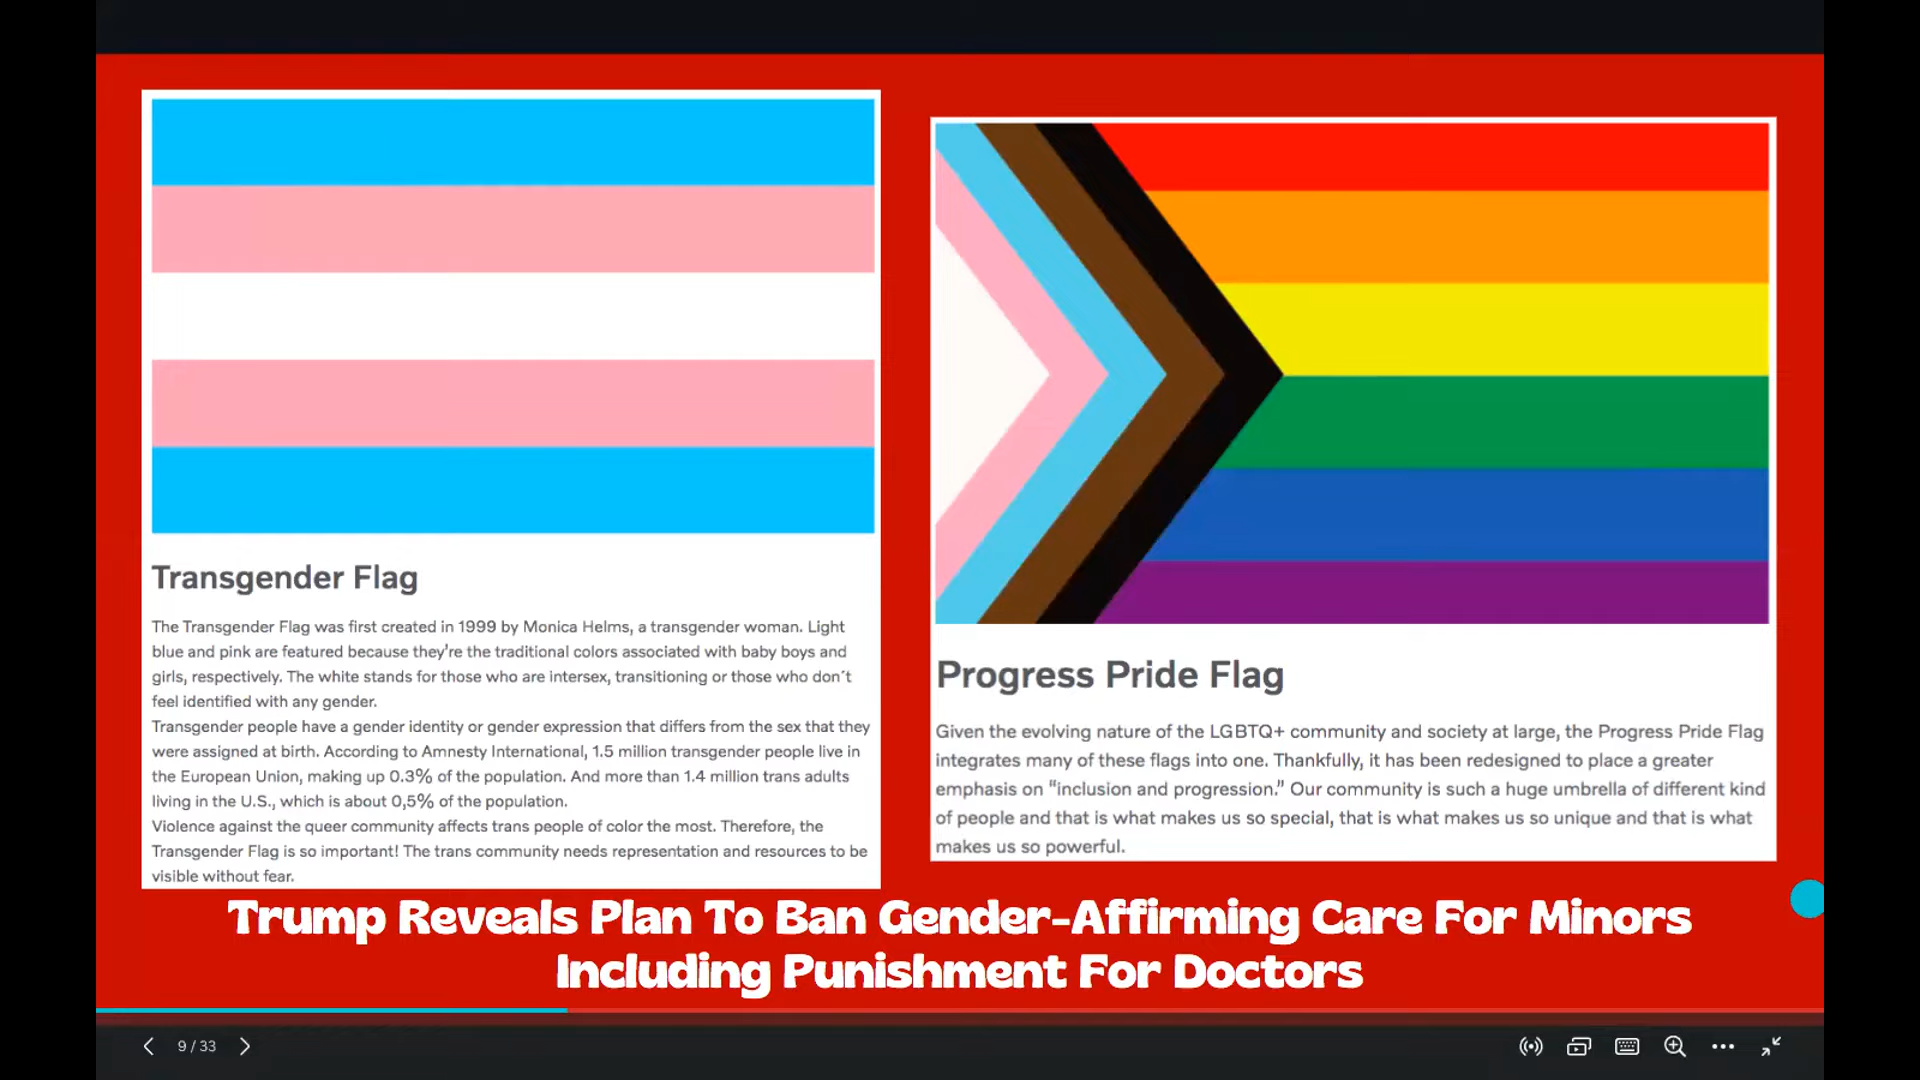 Transgender Flag
The Transgender Flag was first created in 1999 by Monica Helms, a transgender woman. Light
blue and pink are featured because they're the traditional colors associated with baby boys and
girls, respectively. The white stands for those who are intersex, transitioning or those who don´t
feel identified with any gender.
Transgender people have a gender identity or gender expression that differs from the sex that they
were assigned at birth. According to Amnesty International, 1.5 million transgender people live in
the European Union, making up 0.3% of the population. And more than 1.4 million trans adults
living in the U.S., which is about 0,5% of the population.
Violence against the queer community affects trans people of color the most. Therefore, the
Transgender Flag is so important! The trans community needs representation and resources to be
visible without fear.
Progress Pride Flag
Given the evolving nature of the LGBTQ+ community and society at large, the Progress Pride Flag
integrates many of these flags into one. Thankfully, it has been redesigned to place a greater
emphasis on “inclusion and progression.” Our community is such a huge umbrella of different kind
of people and that is what makes us so special, that is what makes us so unique and that is what
makes us so powerful.
Trump Reveals Plan To Ban Gender-Affirming Care For Minors
Including Punishment For Doctors
9 / 33